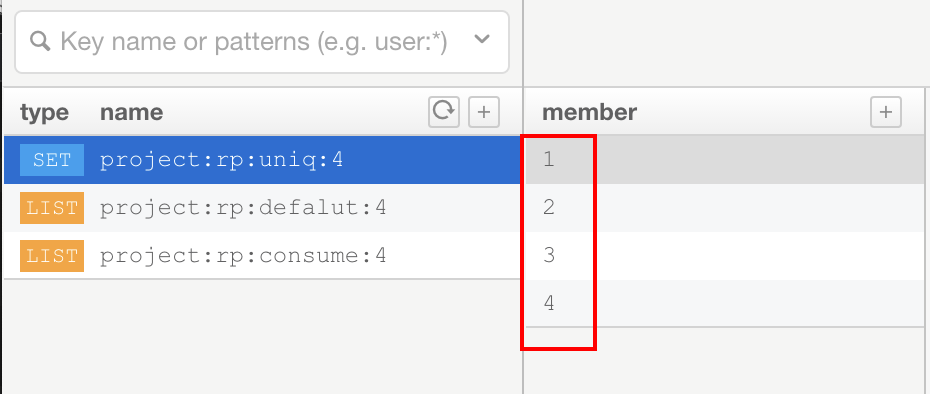 Key name or patterns (e.g. user:*)
type name
member
SET project:rp:uniq:4
LIST project:rp:defalut:4
LIST project:rp:consume:4
1
2
3
4